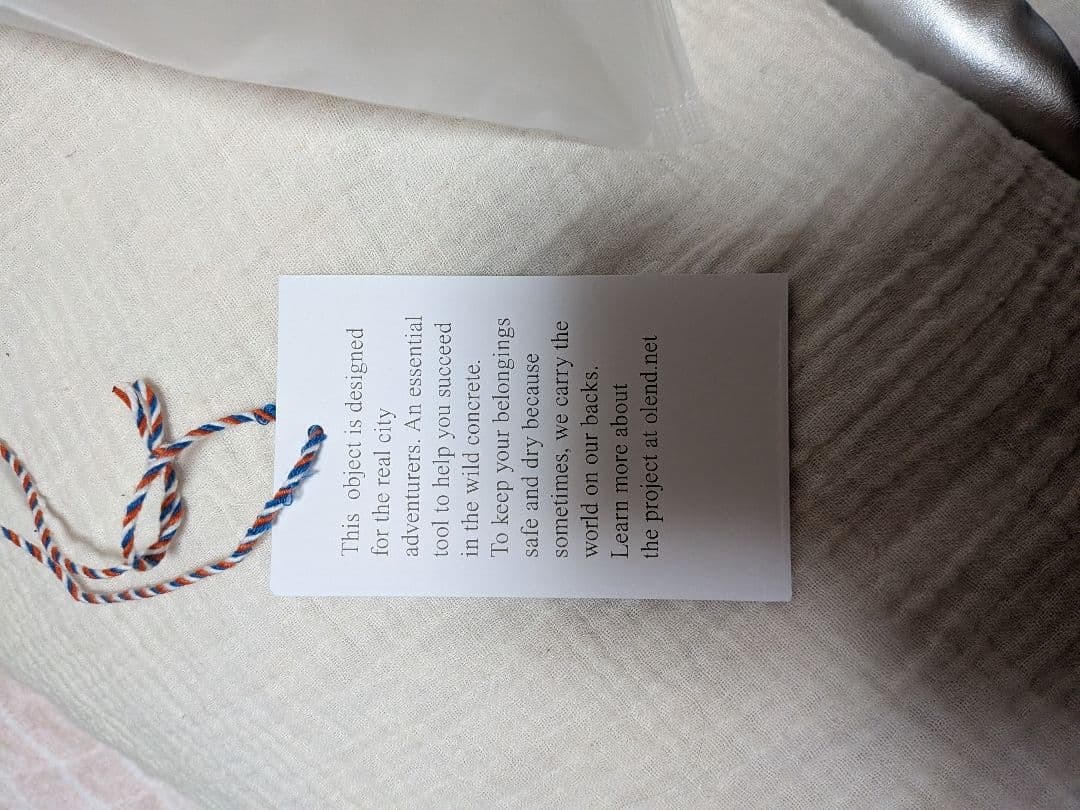 This object is designed
for the real city
adventurers. An essential
tool to help you succeed
in the wild concrete.
To keep your belongings
safe and dry because
sometimes, we carry the
world on our backs.
Learn more about
the project at olend.net